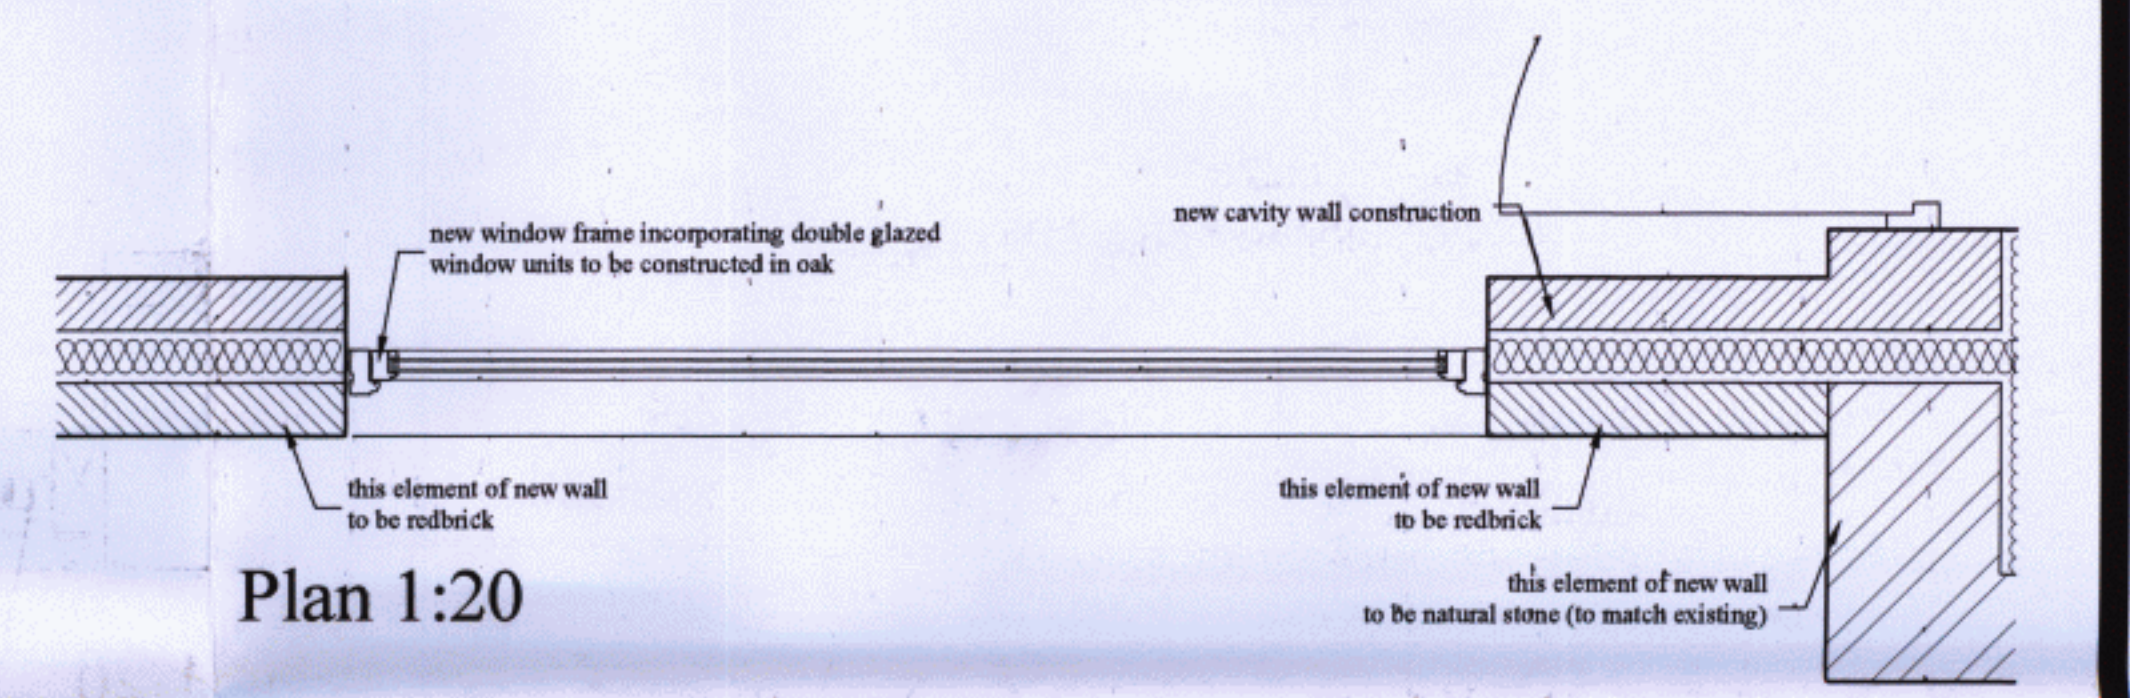 new window frame incorporating double glazed
window units to be constructed in oak
new cavity wall construction
this element of new wall
to be redbrick
this element of new wall
to be redbrick
this element of new wall
to be natural stone (to match existing)
Plan 1:20